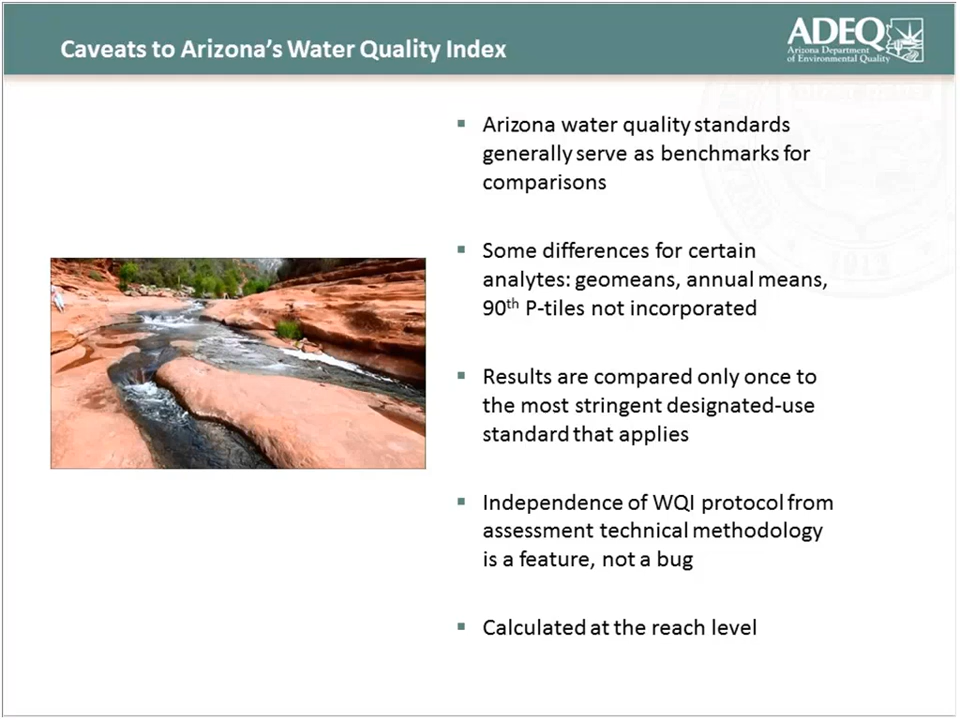 Caveats to Arizona's Water Quality Index
ADEQ
Arizona Department
of Environmental Quality
▪ Arizona water quality standards
generally serve as benchmarks for
comparisons
▪ Some differences for certain
analytes: geomeans, annual means,
90th P-tiles not incorporated
▪ Results are compared only once to
the most stringent designated-use
standard that applies
▪ Independence of WQI protocol from
assessment technical methodology
is a feature, not a bug
▪ Calculated at the reach level
1912